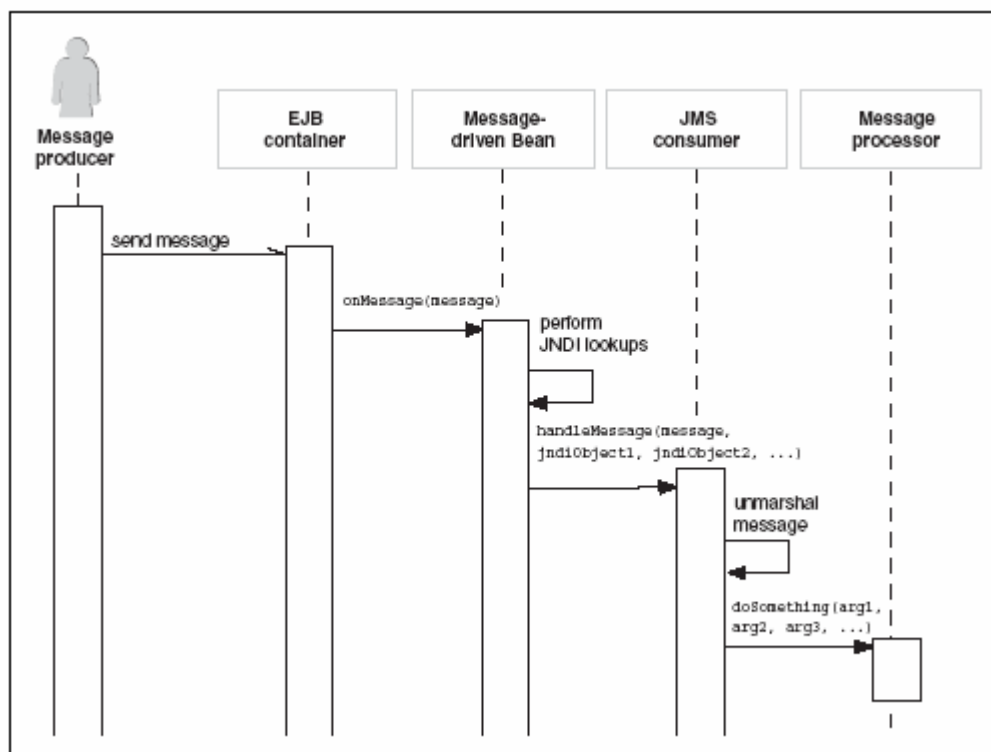 Message
producer
EJB
container
Message-
driven Bean
JMS
consumer
Message
processor
send message
onMessage(message)
perform
JNDI lookups
handleMessage(message,
jndiObject1, jndiObject2, ...)
unmarshal
message
doSomething(arg1,
arg2, arg3, ...)